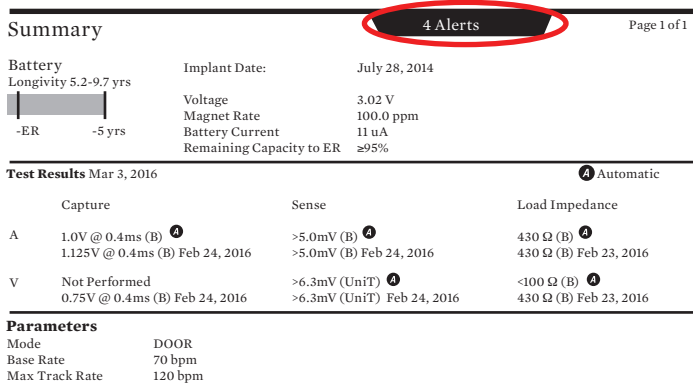 Summary 4 Alerts Page 1 of 1
Battery Implant Date: July 28, 2014
Longivity 5.2-9.7 yrs
Voltage 3.02 V
Magnet Rate 100.0 ppm
-ER -5 yrs Battery Current 11 uA
Remaining Capacity to ER ≥95%
Test Results Mar 3, 2016 A Automatic
Capture Sense Load Impedance
A 1.0V @ 0.4ms (B) A >5.0mV (B) A 430 Ω (B) A
1.125V @ 0.4ms (B) Feb 24, 2016 >5.0mV (B) Feb 24, 2016 430 Ω (B) Feb 23, 2016
V Not Performed >6.3mV (UniT) A <100 Ω (B) A
0.75V @ 0.4ms (B) Feb 24, 2016 >6.3mV (UniT) Feb 24, 2016 430 Ω (B) Feb 23, 2016
Parameters
Mode DOOR
Base Rate 70 bpm
Max Track Rate 120 bpm